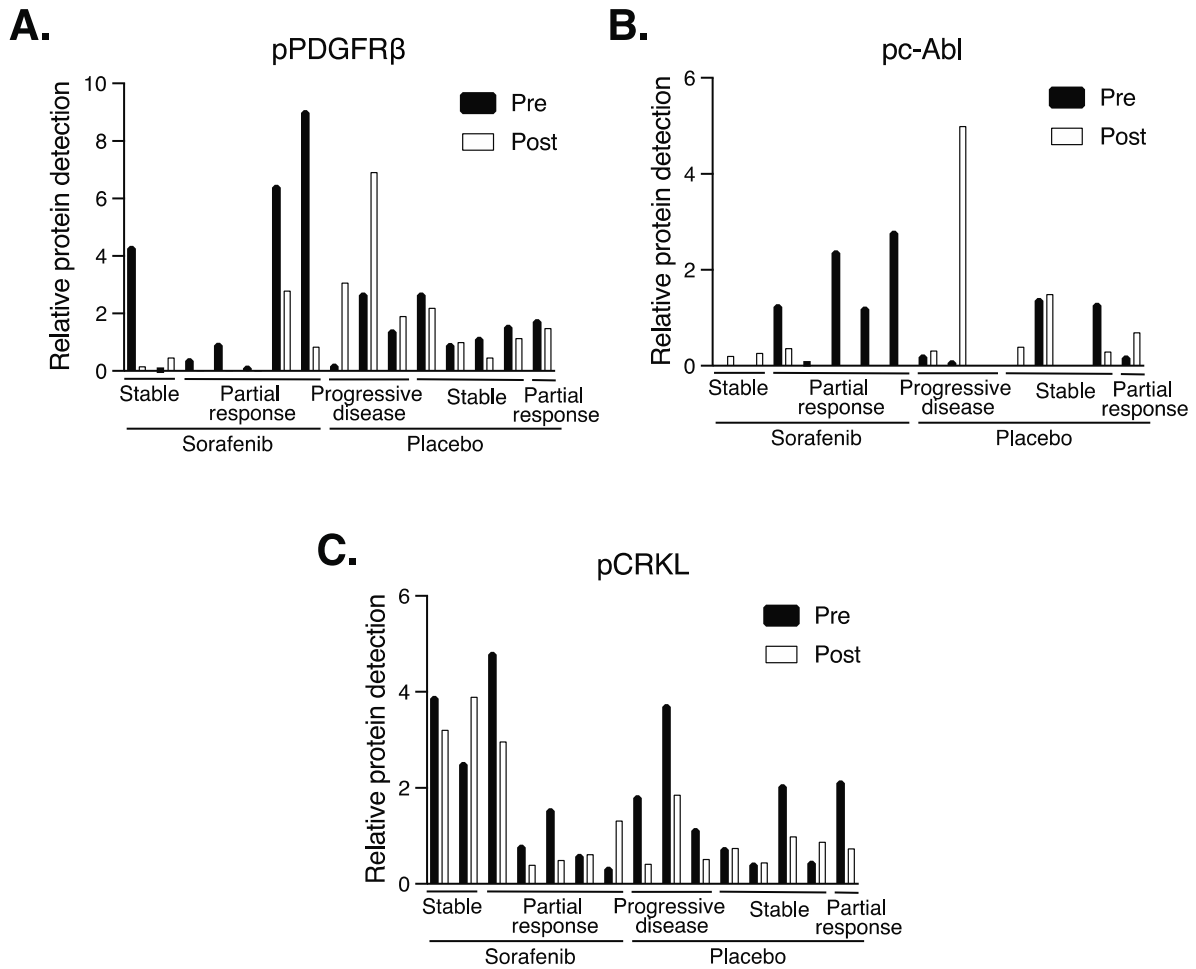 A.
pPDGFRβ
Relative protein detection
10
8
6
4
2
0
Pre
Post
Stable
Partial
response
Progressive
disease
Stable
Partial
response
Sorafenib
Placebo
B.
pc-Abl
Relative protein detection
6
4
2
0
Pre
Post
Stable
Partial
response
Progressive
disease
Stable
Partial
response
Sorafenib
Placebo
C.
pCRKL
Relative protein detection
6
4
2
0
Pre
Post
Stable
Partial
response
Progressive
disease
Stable
Partial
response
Sorafenib
Placebo